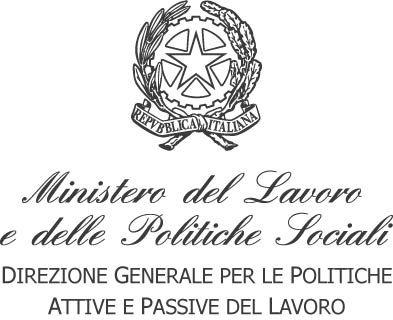 REPVBBLICA ITALIANA
Ministero del Lavoro
e delle Politiche Sociali
DIREZIONE GENERALE PER LE POLITICHE
ATTIVE E PASSIVE DEL LAVORO